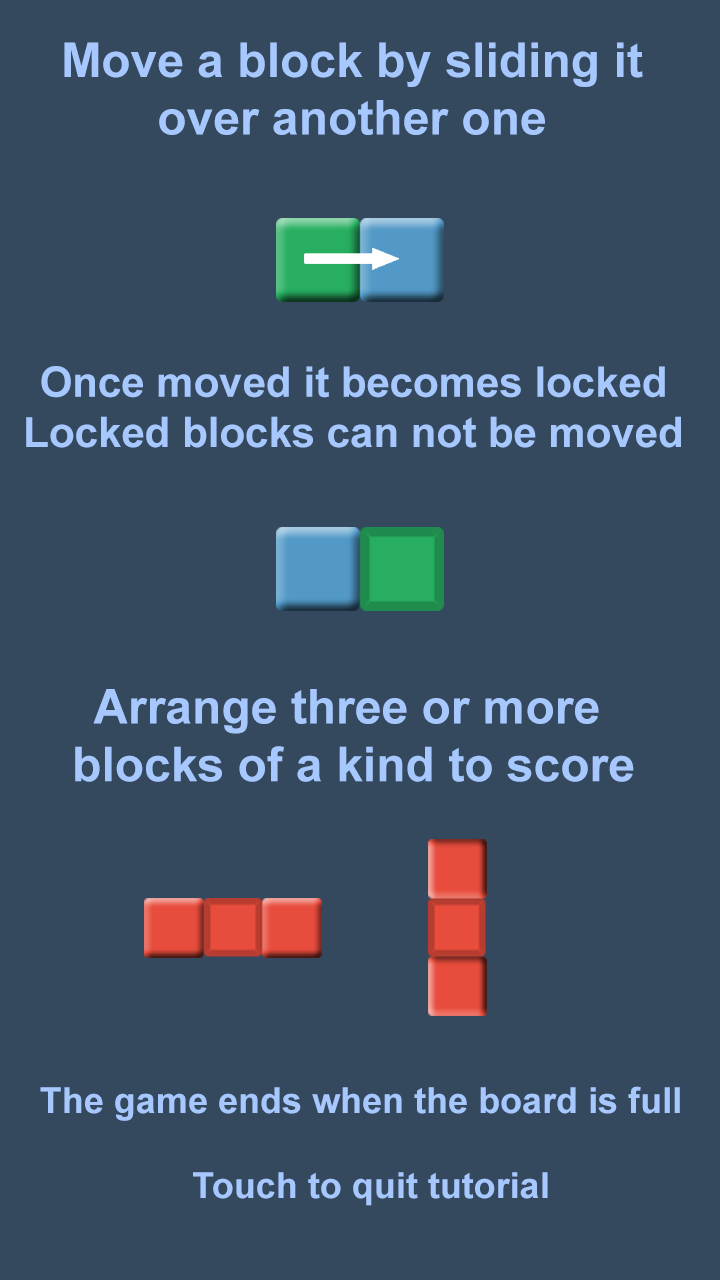 Move a block by sliding it
over another one
Once moved it becomes locked
Locked blocks can not be moved
Arrange three or more
blocks of a kind to score
The game ends when the board is full
Touch to quit tutorial